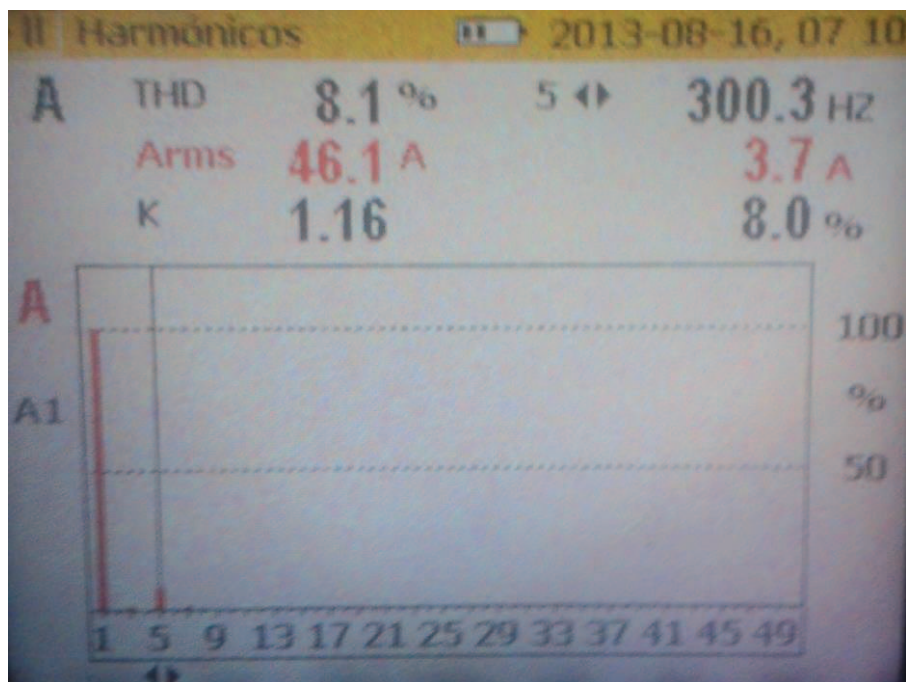 Harmónicos 2013-08-16, 07 10
A THD 8.1 % 5 300.3 HZ
Arms 46.1 A 3.7 A
K 1.16 8.0 %
A
100
A1 %
50
1 5 9 13 17 21 25 29 33 37 41 45 49